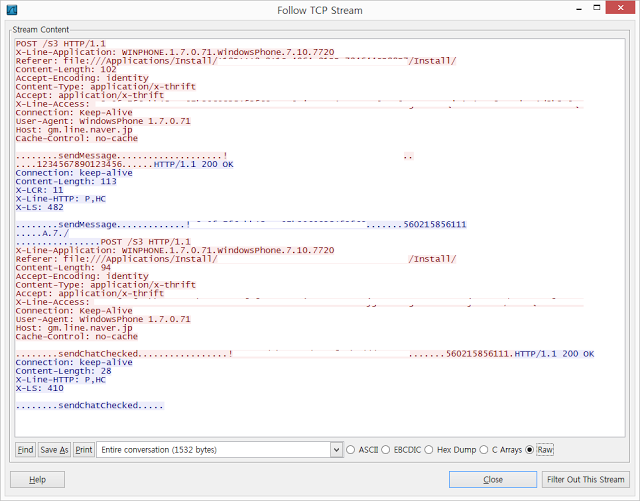 Follow TCP Stream
Stream Content
POST /S3 HTTP/1.1
X-Line-Application: WINPHONE.1.7.0.71.WindowsPhone.7.10.7720
Referer: file:///Applications/Install/ /Install/
Content-Length: 102
Accept-Encoding: identity
Content-Type: application/x-thrift
Accept: application/x-thrift
X-Line-Access:
Connection: Keep-Alive
User-Agent: WindowsPhone 1.7.0.71
Host: gm.line.naver.jp
Cache-Control: no-cache
........sendMessage....................! ..
....1234567890123456......HTTP/1.1 200 OK
Connection: keep-alive
Content-Length: 113
X-LCR: 11
X-Line-HTTP: P,HC
X-LS: 482
........sendMessage.............! .......560215856111
.....A.7./
................POST /S3 HTTP/1.1
X-Line-Application: WINPHONE.1.7.0.71.WindowsPhone.7.10.7720
Referer: file:///Applications/Install/ /Install/
Content-Length: 94
Accept-Encoding: identity
Content-Type: application/x-thrift
Accept: application/x-thrift
X-Line-Access:
Connection: Keep-Alive
User-Agent: WindowsPhone 1.7.0.71
Host: gm.line.naver.jp
Cache-Control: no-cache
........sendChatChecked.................! .......560215856111.HTTP/1.1 200 OK
Connection: keep-alive
Content-Length: 28
X-Line-HTTP: P,HC
X-LS: 410
........sendChatChecked.....
Find Save As Print Entire conversation (1532 bytes) ASCII EBCDIC Hex Dump C Arrays Raw
Help Close Filter Out This Stream